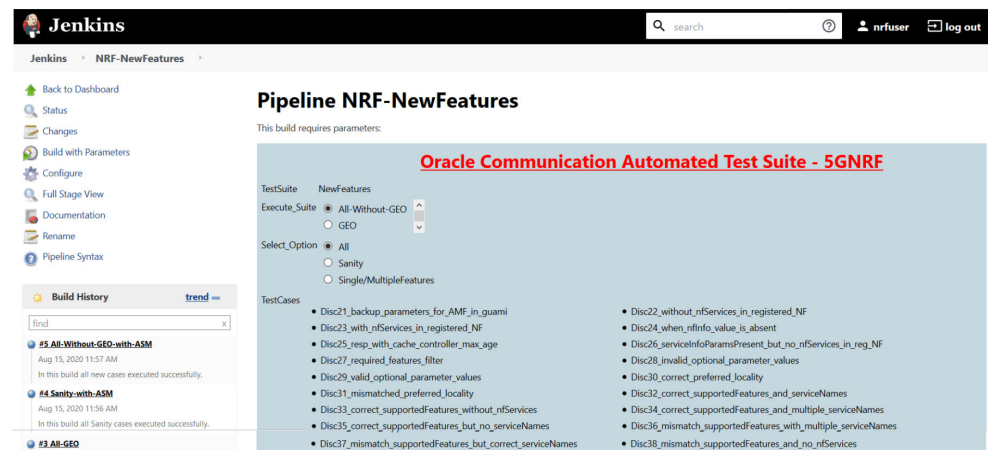 Jenkins
search
nrfuser
log out
Jenkins
NRF-NewFeatures
Back to Dashboard
Status
Changes
Build with Parameters
Configure
Full Stage View
Documentation
Rename
Pipeline Syntax
Build History
trend
find
x
#5 All-Without-GEO-with-ASM
Aug 15, 2020 11:57 AM
In this build all new cases executed successfully.
#4 Sanity-with-ASM
Aug 15, 2020 11:56 AM
In this build all Sanity cases executed successfully.
#3 All-GEO
Pipeline NRF-NewFeatures
This build requires parameters:
Oracle Communication Automated Test Suite - 5GNRF
TestSuite NewFeatures
Execute_Suite All-Without-GEO
GEO
Select_Option All
Sanity
Single/MultipleFeatures
TestCases
• Disc21_backup_parameters_for_AMF_in_guami
• Disc22_without_nfServices_in_registered_NF
• Disc23_with_nfServices_in_registered_NF
• Disc24_when_nfInfo_value_is_absent
• Disc25_resp_with_cache_controller_max_age
• Disc26_serviceInfoParamsPresent_but_no_nfServices_in_reg_NF
• Disc27_required_features_filter
• Disc28_invalid_optional_parameter_values
• Disc29_valid_optional_parameter_values
• Disc30_correct_preferred_locality
• Disc31_mismatched_preferred_locality
• Disc32_correct_supportedFeatures_and_serviceNames
• Disc33_correct_supportedFeatures_without_nfServices
• Disc34_correct_supportedFeatures_and_multiple_serviceNames
• Disc35_correct_supportedFeatures_but_no_serviceNames
• Disc36_mismatch_supportedFeatures_with_multiple_serviceNames
• Disc37_mismatch_supportedFeatures_but_correct_serviceNames
• Disc38_mismatch_supportedFeatures_and_no_nfServices